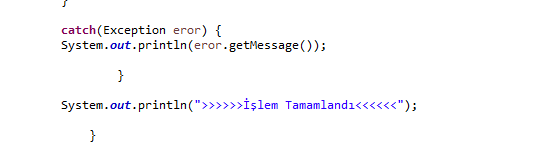 }
catch(Exception eror) {
System.out.println(eror.getMessage());
}
System.out.println(">>>>>>İşlem Tamamlandı<<<<<<");
}